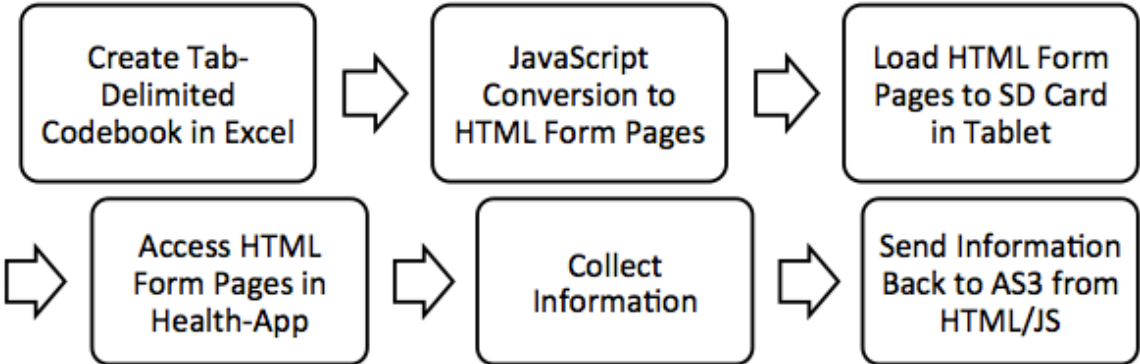 Create Tab-
Delimited
Codebook in Excel
JavaScript
Conversion to
HTML Form Pages
Load HTML Form
Pages to SD Card
in Tablet
Access HTML
Form Pages in
Health-App
Collect
Information
Send Information
Back to AS3 from
HTML/JS